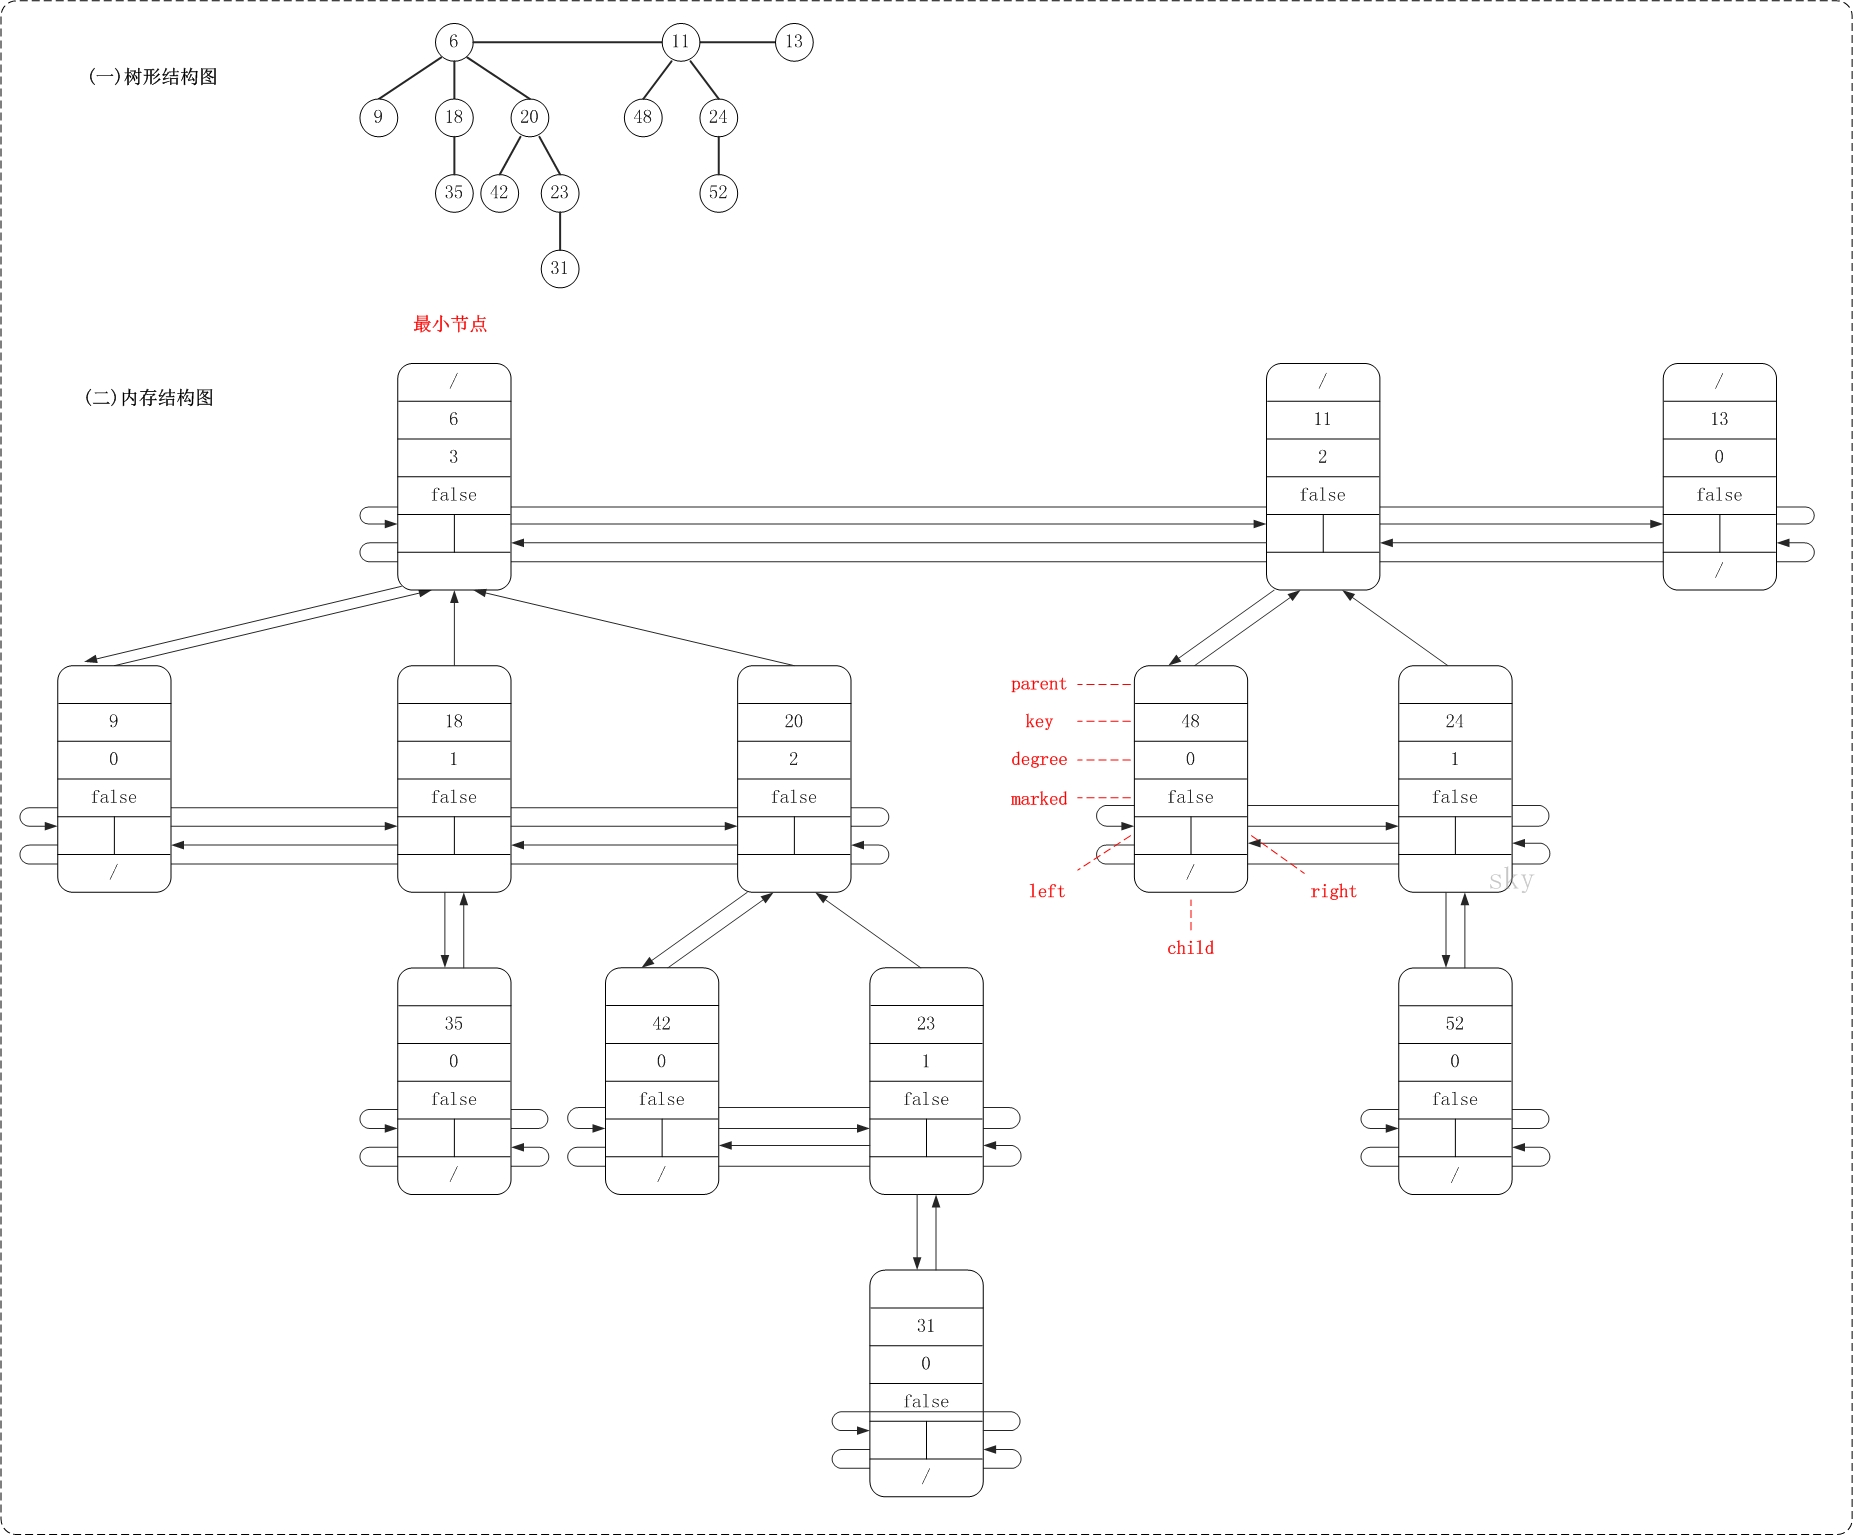 6 11 13
(一)树形结构图
9 18 20 48 24
35 42 23 52
31
最小节点
/ / /
(二)内存结构图
6 11 13
3 2 0
false false false
/
parent
9 18 20 key 48 24
0 1 2 degree 0 1
false false false marked false false
/ / sky
left right
child
35 42 23 52
0 0 1 0
false false false false
/ / /
31
0
false
/